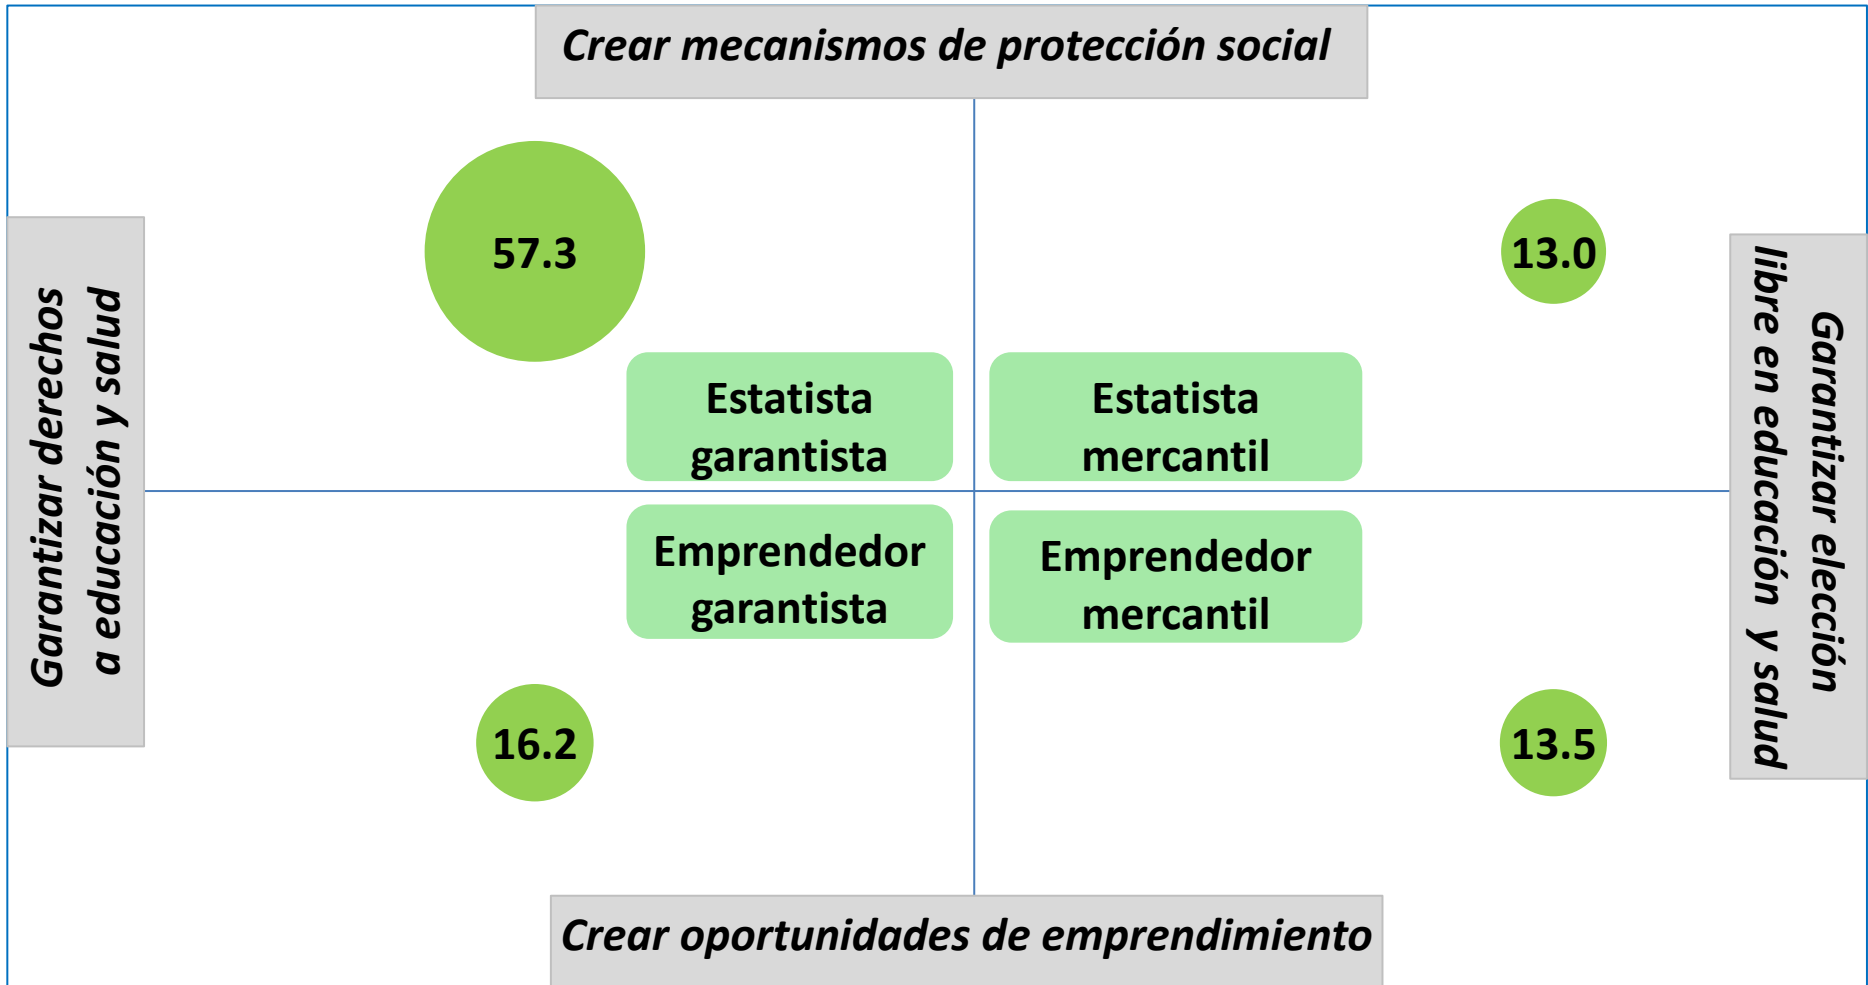 Crear mecanismos de protección social
57.3
13.0
Garantizar derechos
a educación y salud
Garantizar elección
libre en educación y salud
Estatista
garantista
Estatista
mercantil
Emprendedor
garantista
Emprendedor
mercantil
16.2
13.5
Crear oportunidades de emprendimiento